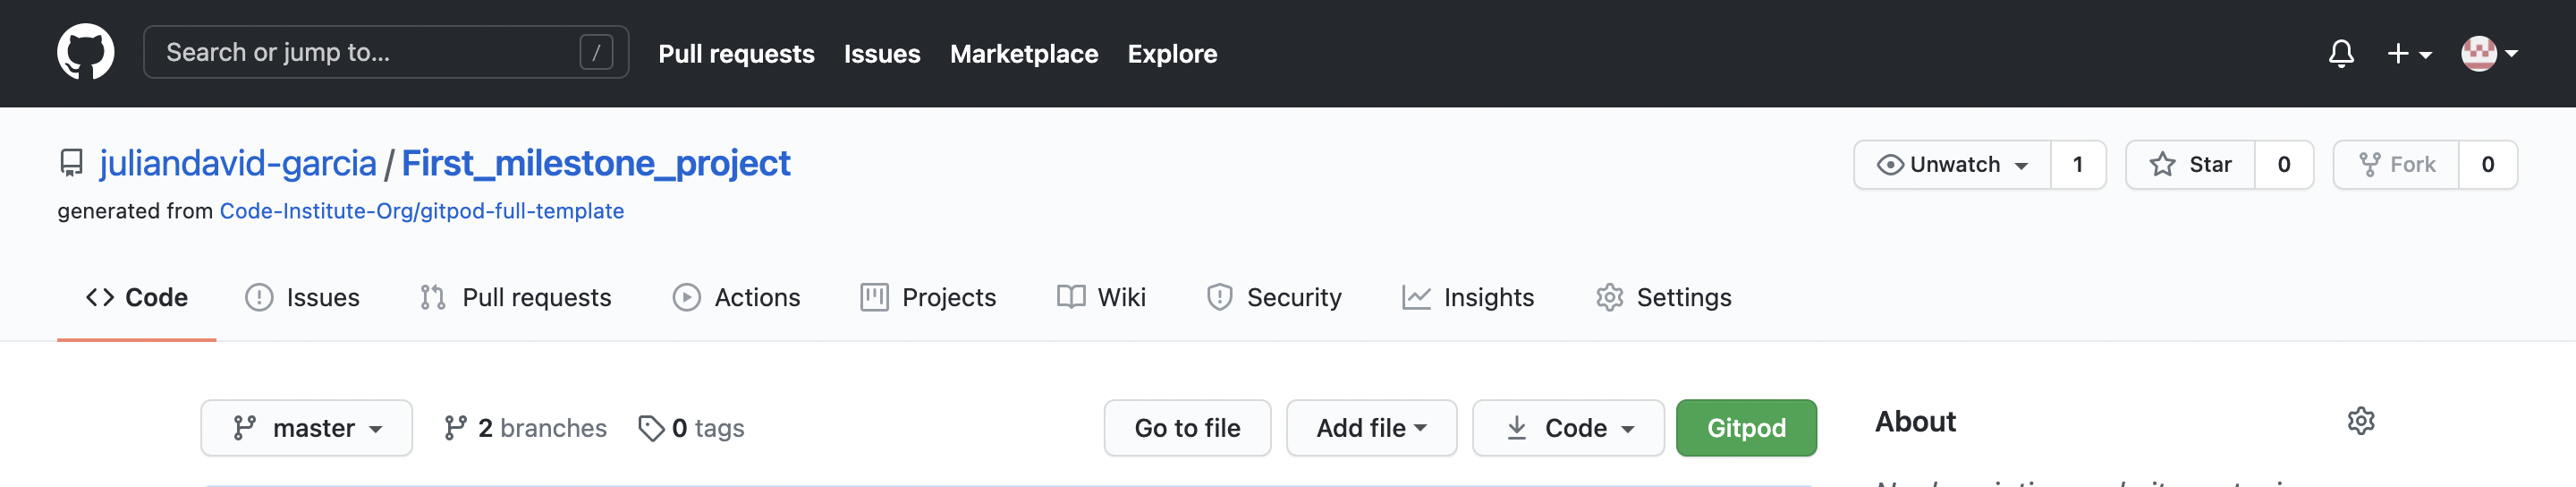 Search or jump to... / Pull requests Issues Marketplace Explore
juliandavid-garcia / First_milestone_project Unwatch 1 Star 0 Fork 0
generated from Code-Institute-Org/gitpod-full-template
Code Issues Pull requests Actions Projects Wiki Security Insights Settings
master 2 branches 0 tags Go to file Add file Code Gitpod About